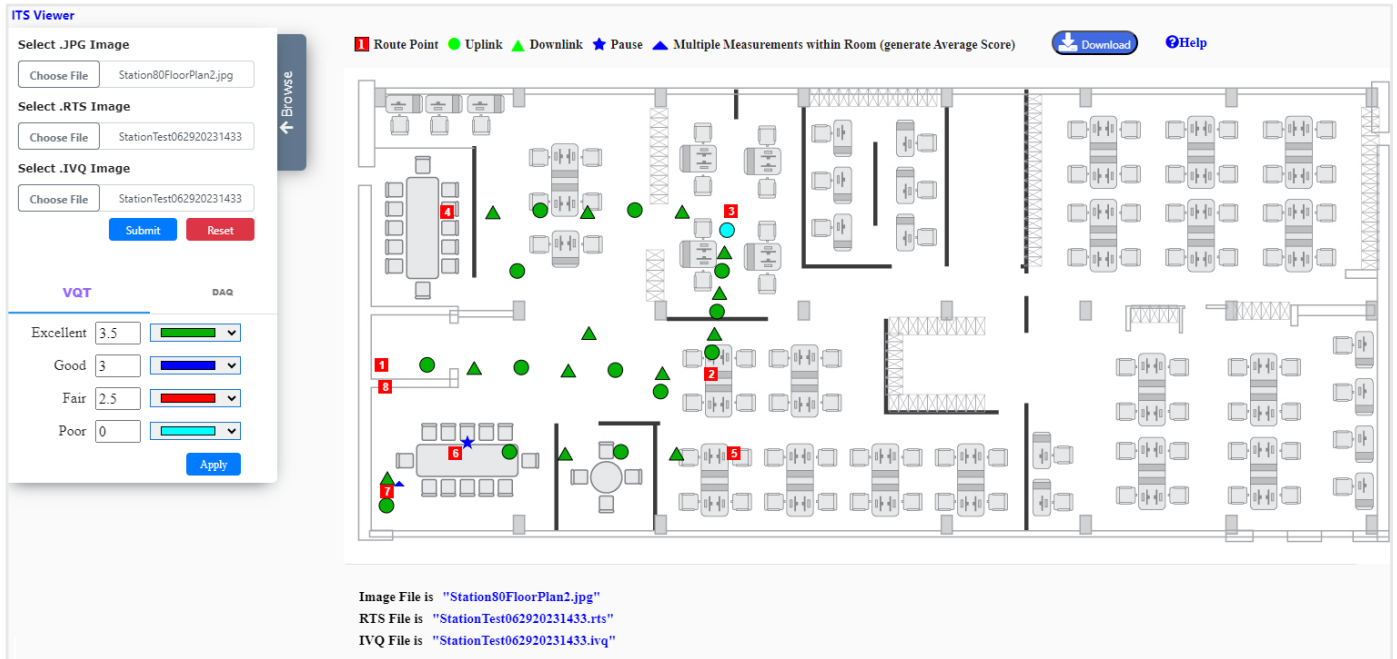 ITS Viewer
Select .JPG Image
Choose File Station80FloorPlan2.jpg
Select .RTS Image
Choose File StationTest062920231433
Select .IVQ Image
Choose File StationTest062920231433
Submit Reset
Browse
VQT DAQ
Excellent 3.5
Good 3
Fair 2.5
Poor 0
Apply
1 Route Point Uplink Downlink Pause Multiple Measurements within Room (generate Average Score) Download Help
4 3
1
2
8
6 5
7
Image File is "Station80FloorPlan2.jpg"
RTS File is "StationTest062920231433.rts"
IVQ File is "StationTest062920231433.ivq"